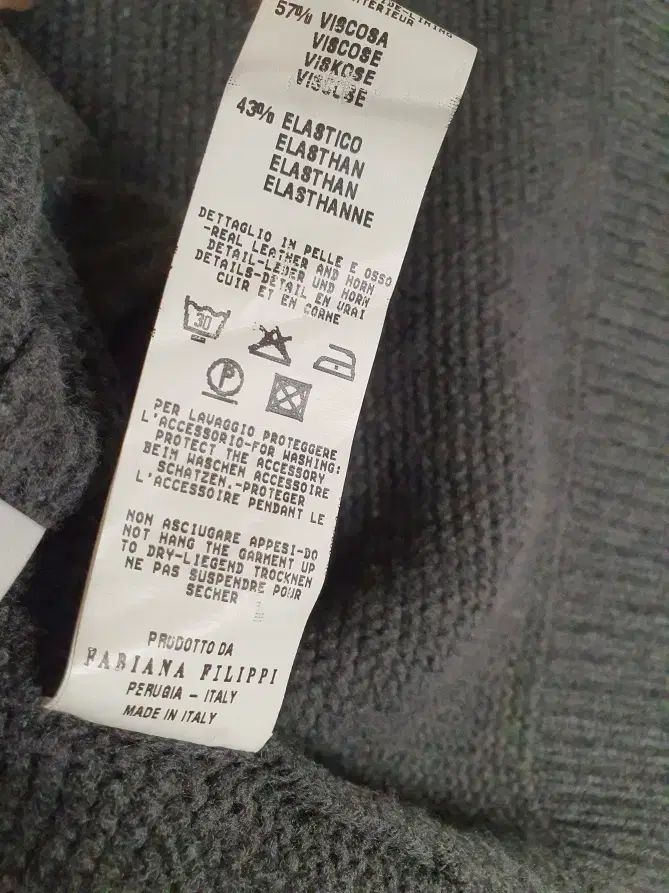 INTERIEUR
57% VISCOSA
VISCOSE
VISKOSE
VISCOSE
43% ELASTICO
ELASTHAN
ELASTHAN
ELASTHANNE
DETTAGLIO IN PELLE E OSSO
-REAL LEATHER AND HORN
DETAIL-LEDER UND HORN
DETAILS-DETAIL EN VRAI
CUIR ET EN CORNE
30
P
PER LAVAGGIO PROTEGGERE
L'ACCESSORIO-FOR WASHING:
PROTECT THE ACCESSORY
BEIM WASCHEN ACCESSOIRE
SCHATZEN.-PROTEGER
L'ACCESSOIRE PENDANT LE
NON ASCIUGARE APPESI-DO
NOT HANG THE GARMENT UP
TO DRY-LIEGEND TROCKNEN
NE PAS SUSPENDRE POUR
SECHER
PRODOTTO DA
FABIANA FILIPPI
PERUGIA - ITALY
MADE IN ITALY